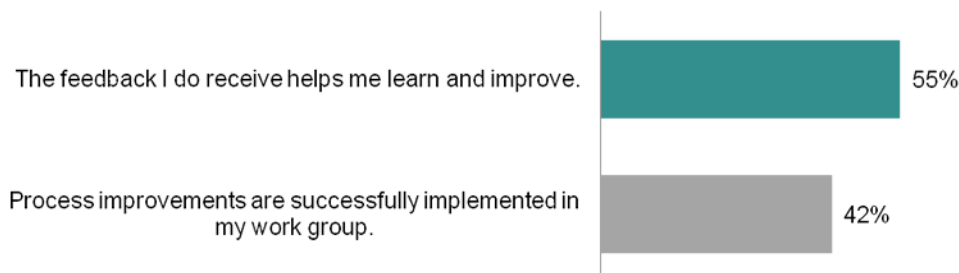 The feedback I do receive helps me learn and improve.
55%
Process improvements are successfully implemented in
my work group.
42%